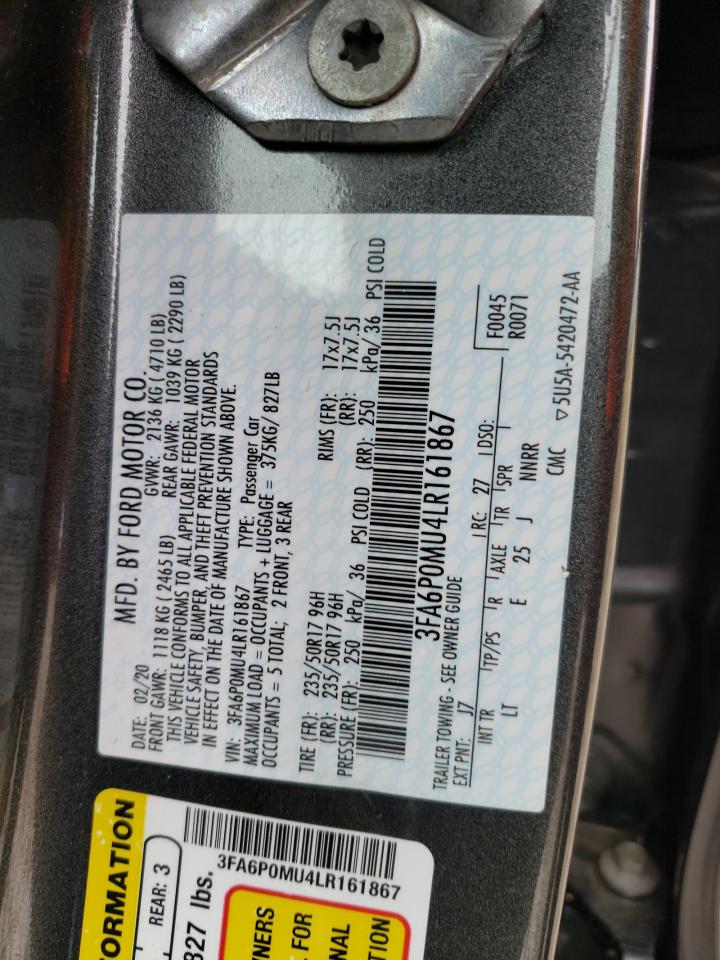 MFD. BY FORD MOTOR CO.
DATE: 02/20 GVWR: 2136 KG ( 4710 LB)
FRONT GAWR: 1118 KG ( 2465 LB) REAR GAWR: 1039 KG ( 2290 LB)
THIS VEHICLE CONFORMS TO ALL APPLICABLE FEDERAL MOTOR
VEHICLE SAFETY, BUMPER, AND THEFT PREVENTION STANDARDS
IN EFFECT ON THE DATE OF MANUFACTURE SHOWN ABOVE.
VIN: 3FA6P0MU4LR161867 TYPE: Passenger Car
MAXIMUM LOAD = OCCUPANTS + LUGGAGE = 375KG/ 827LB
OCCUPANTS = 5 TOTAL; 2 FRONT, 3 REAR
TIRE (FR): 235/50R17 96H RIMS (FR): 17x7.5J
(RR): 235/50R17 96H (RR): 17x7.5J
PRESSURE (FR): 250 kPa/ 36 PSI COLD (RR): 250 kPa/ 36 PSI COLD
3FA6P0MU4LR161867
TRAILER TOWING - SEE OWNER GUIDE
EXT PNT: J7 RC: 27 DSO: F0045
R0071
INT TR TP/PS R AXLE TR SPR
LT E 25 J NNRR
CMC ▽5U5A-5420472-AA
ORMATION
REAR: 3
827 lbs.
3FA6P0MU4LR161867
FOR